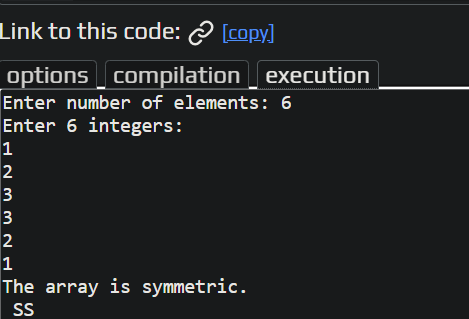 Link to this code: [copy]
options compilation execution
Enter number of elements: 6
Enter 6 integers:
1
2
3
3
2
1
The array is symmetric.
SS